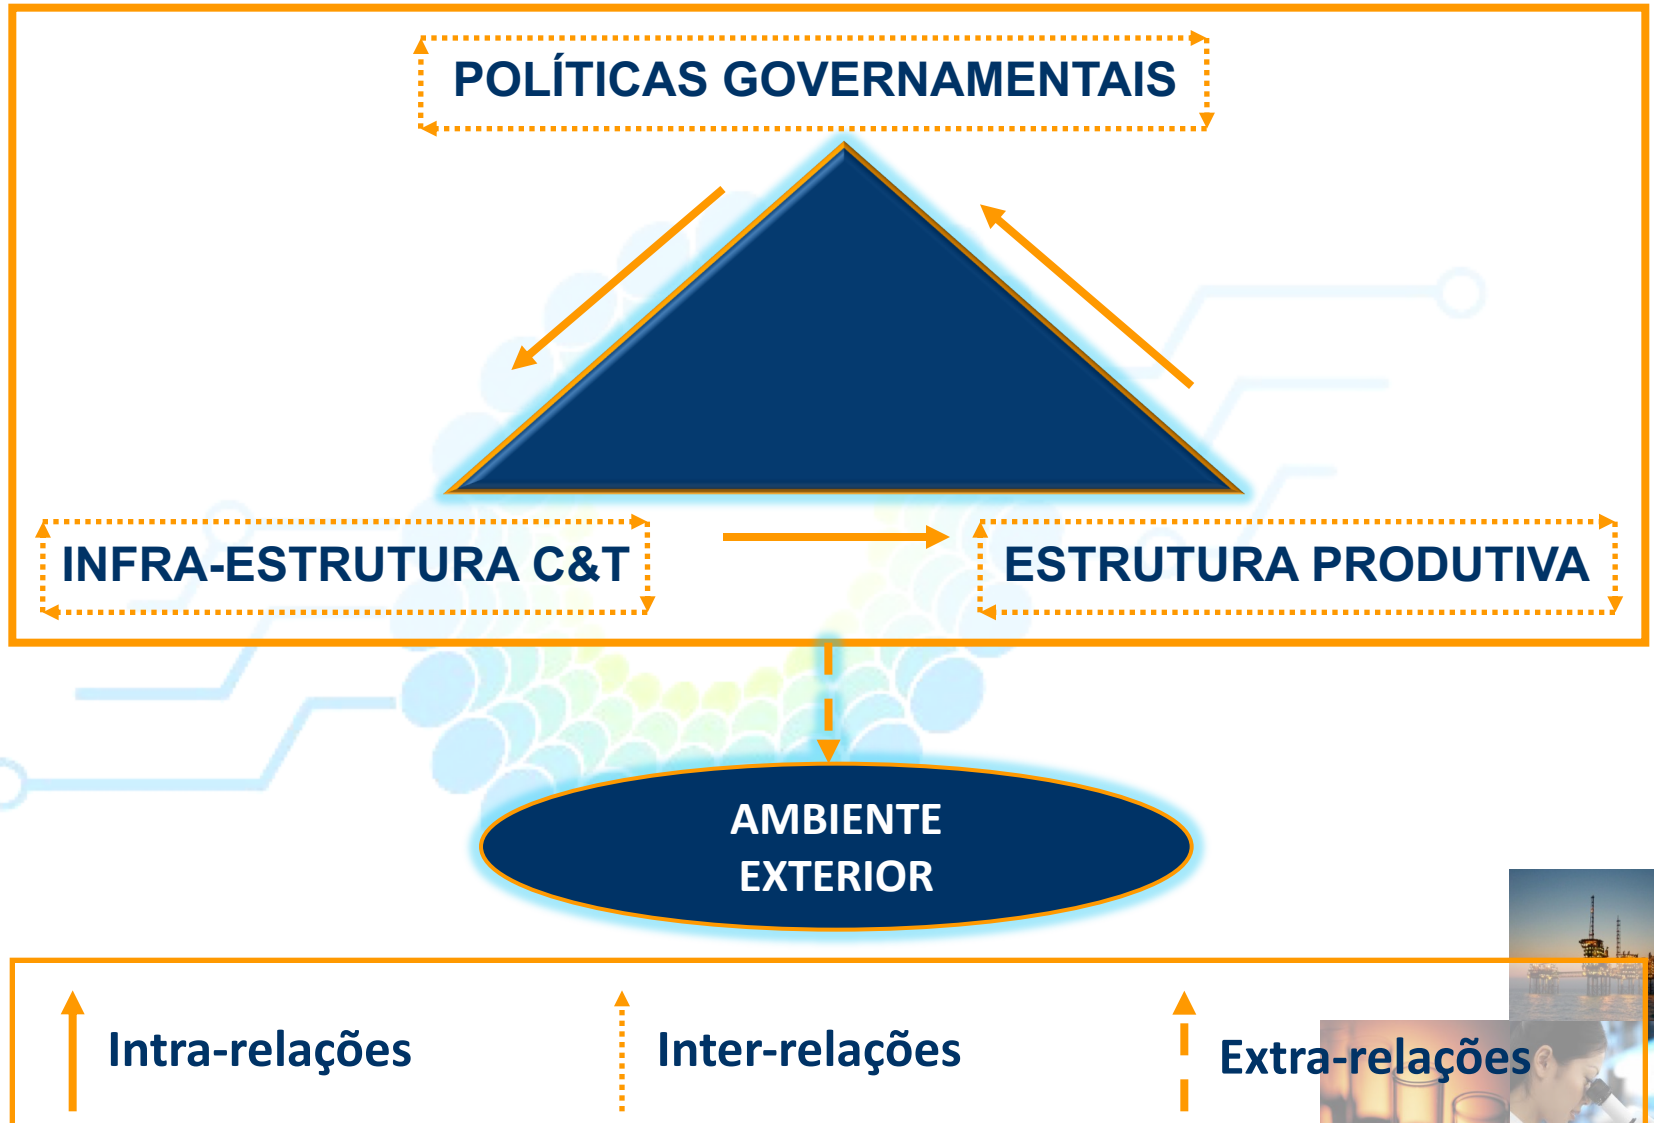 POLÍTICAS GOVERNAMENTAIS
INFRA-ESTRUTURA C&T
ESTRUTURA PRODUTIVA
AMBIENTE
EXTERIOR
Intra-relações
Inter-relações
Extra-relações